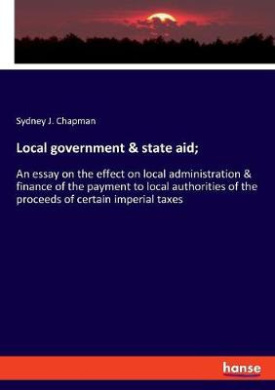 Sydney J. Chapman
Local government & state aid;
An essay on the effect on local administration &
finance of the payment to local authorities of the
proceeds of certain imperial taxes
hanse